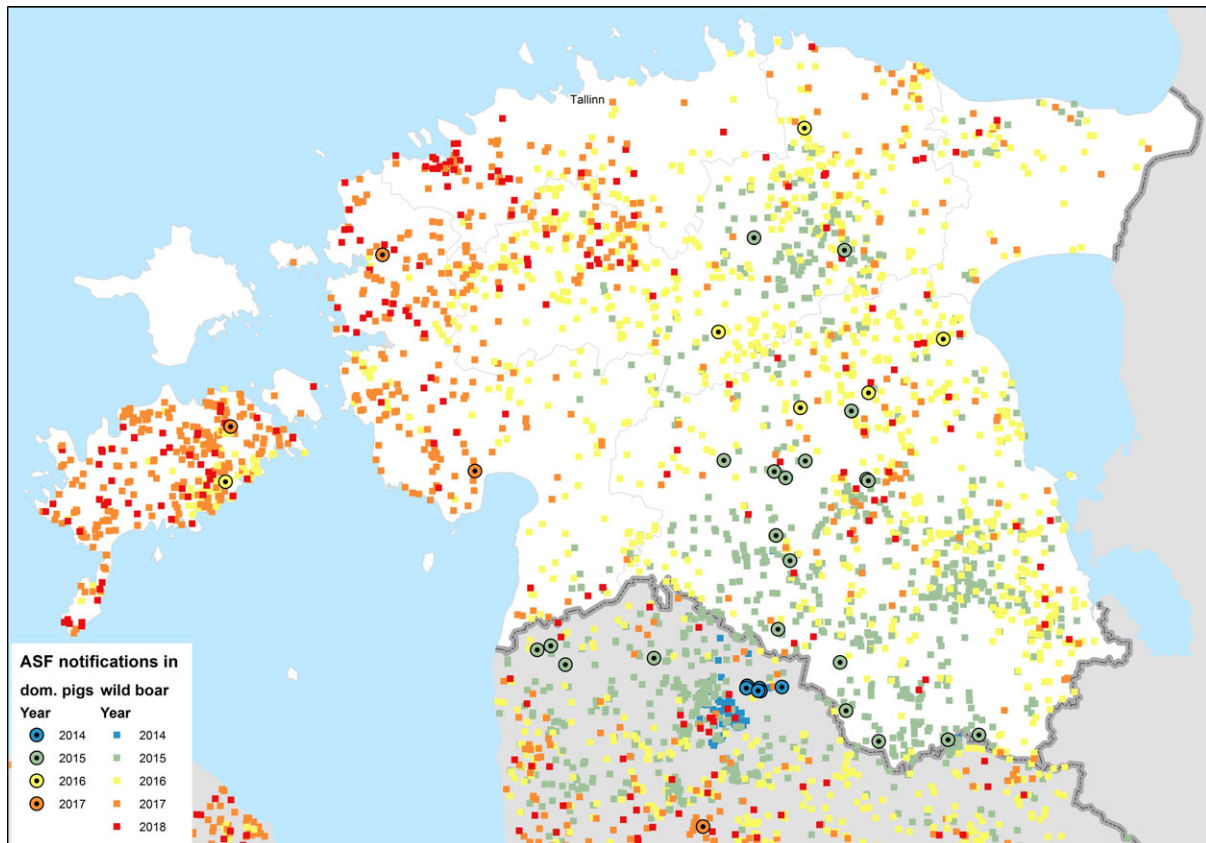 Tallinn
ASF notifications in
dom. pigs wild boar
Year Year
2014 2014
2015 2015
2016 2016
2017 2017
2018